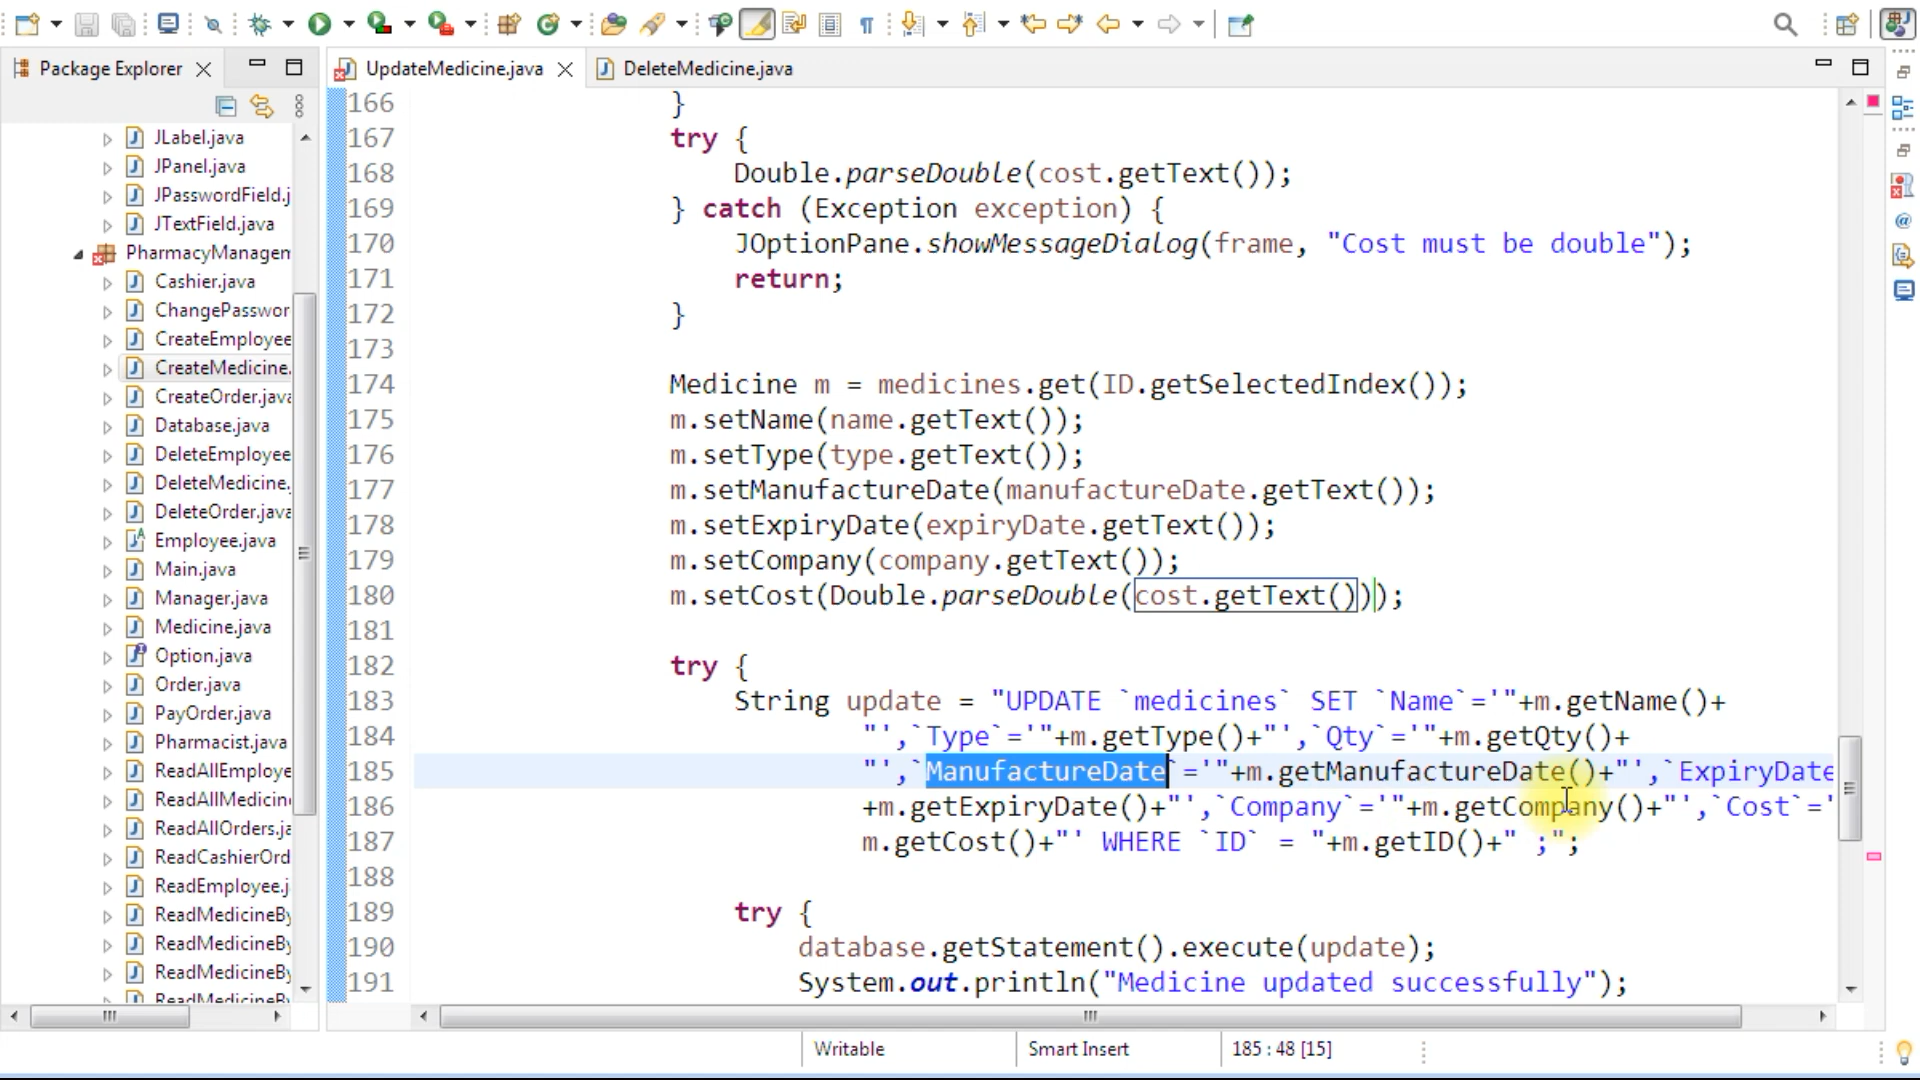 Package Explorer
UpdateMedicine.java
DeleteMedicine.java
JLabel.java
JPanel.java
JPasswordField.j
JTextField.java
PharmacyManagem
Cashier.java
ChangePasswor
CreateEmployee
CreateMedicine.
CreateOrder.java
Database.java
DeleteEmployee
DeleteMedicine.
DeleteOrder.java
Employee.java
Main.java
Manager.java
Medicine.java
Option.java
Order.java
PayOrder.java
Pharmacist.java
ReadAllEmploye
ReadAllMedicin
ReadAllOrders.ja
ReadCashierOrd
ReadEmployee.j
ReadMedicineBy
ReadMedicineBy
ReadMedicineBy
ReadMedicineBy
166 }
167 try {
168 Double.parseDouble(cost.getText());
169 } catch (Exception exception) {
170 JOptionPane.showMessageDialog(frame, "Cost must be double");
171 return;
172 }
173
174 Medicine m = medicines.get(ID.getSelectedIndex());
175 m.setName(name.getText());
176 m.setType(type.getText());
177 m.setManufactureDate(manufactureDate.getText());
178 m.setExpiryDate(expiryDate.getText());
179 m.setCompany(company.getText());
180 m.setCost(Double.parseDouble(cost.getText()));
181
182 try {
183 String update = "UPDATE `medicines` SET `Name`='"+m.getName()+
184 "',`Type`='"+m.getType()+"',`Qty`='"+m.getQty()+
185 "',`ManufactureDate`='"+m.getManufactureDate()+"',`ExpiryDate
186 +m.getExpiryDate()+"',`Company`='"+m.getCompany()+"',`Cost`='
187 m.getCost()+"' WHERE `ID` = "+m.getID()+" ;";
188
189 try {
190 database.getStatement().execute(update);
191 System.out.println("Medicine updated successfully");
Writable
Smart Insert
185 : 48 [15]